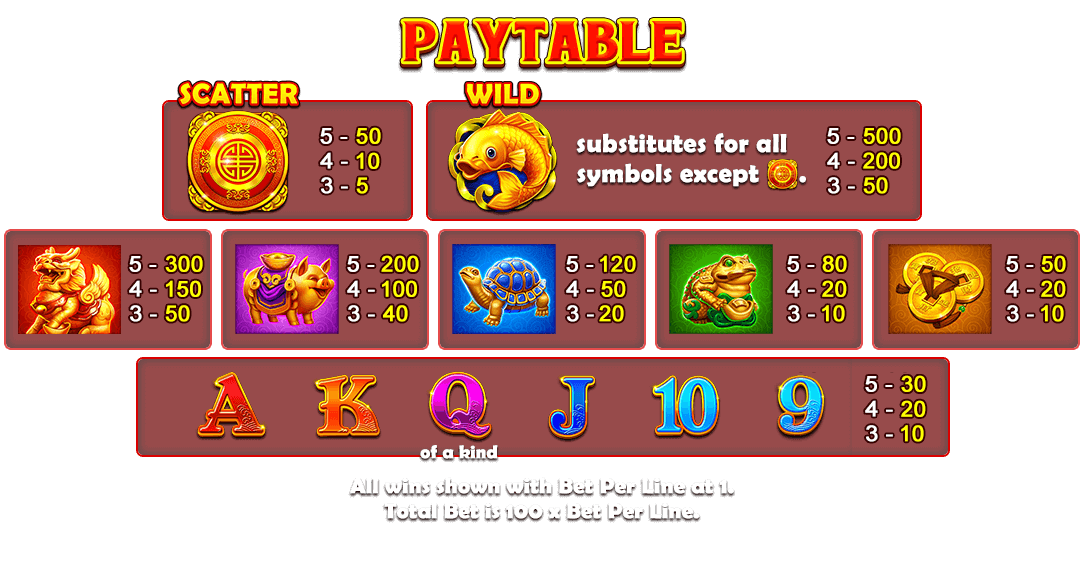 PAYTABLE
SCATTER
5 - 50
4 - 10
3 - 5
WILD
substitutes for all
symbols except .
5 - 500
4 - 200
3 - 50
5 - 300
4 - 150
3 - 50
5 - 200
4 - 100
3 - 40
5 - 120
4 - 50
3 - 20
5 - 80
4 - 20
3 - 10
5 - 50
4 - 20
3 - 10
A K Q J 10 9
of a kind
5 - 30
4 - 20
3 - 10
All wins shown with Bet Per Line at 1.
Total Bet is 100 x Bet Per Line.